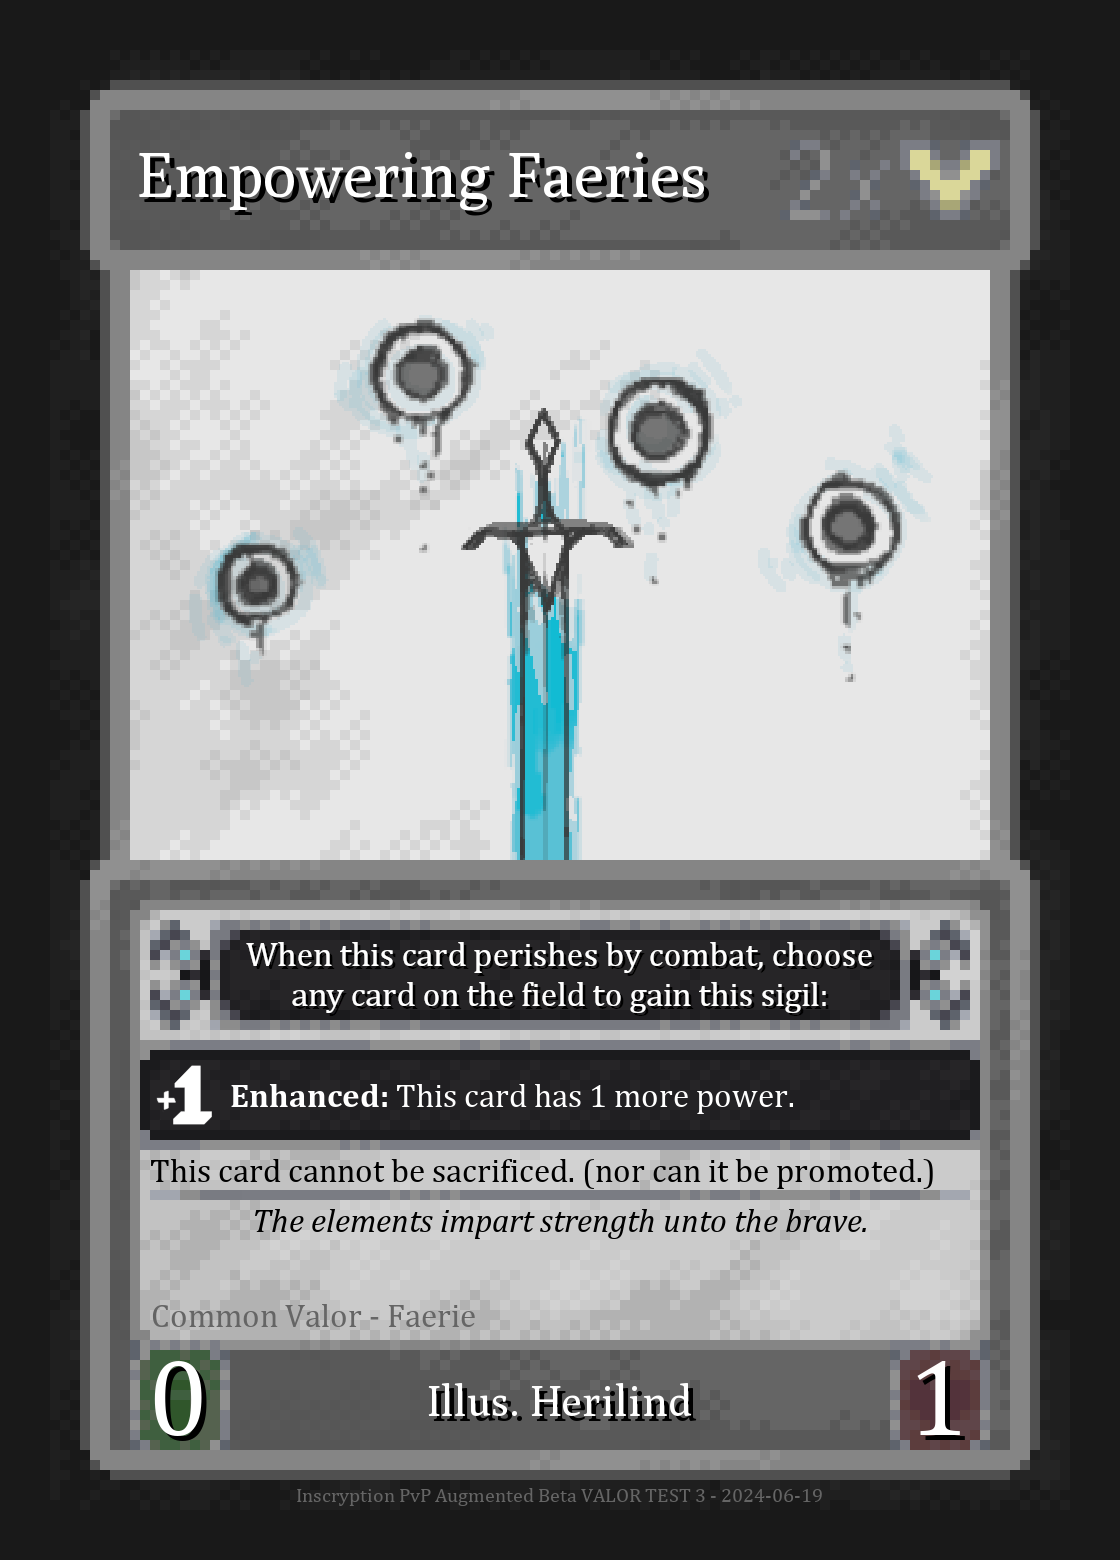 Empowering Faeries 2x
When this card perishes by combat, choose
any card on the field to gain this sigil:
+1 Enhanced: This card has 1 more power.
This card cannot be sacrificed. (nor can it be promoted.)
The elements impart strength unto the brave.
Common Valor - Faerie
0 Illus. Herilind 1
Inscryption PvP Augmented Beta VALOR TEST 3 - 2024-06-19